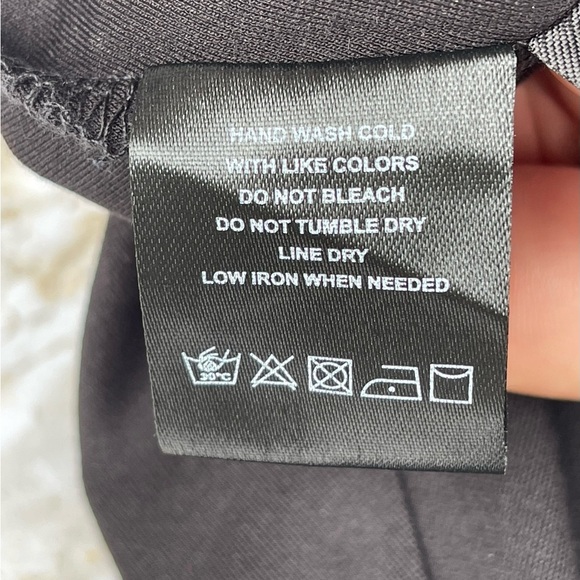 HAND WASH COLD
WITH LIKE COLORS
DO NOT BLEACH
DO NOT TUMBLE DRY
LINE DRY
LOW IRON WHEN NEEDED
30°C